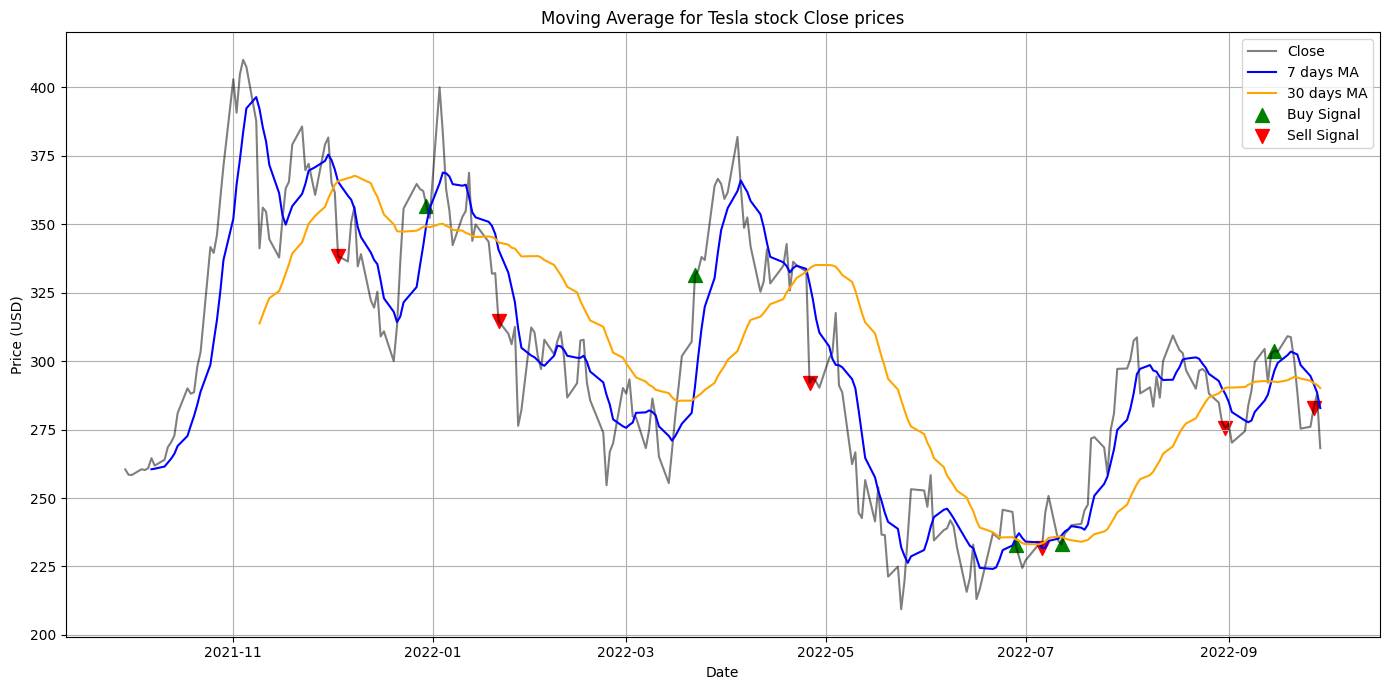 Moving Average for Tesla stock Close prices
Close
7 days MA
30 days MA
Buy Signal
Sell Signal
Price (USD)
400
375
350
325
300
275
250
225
200
2021-11
2022-01
2022-03
2022-05
2022-07
2022-09
Date